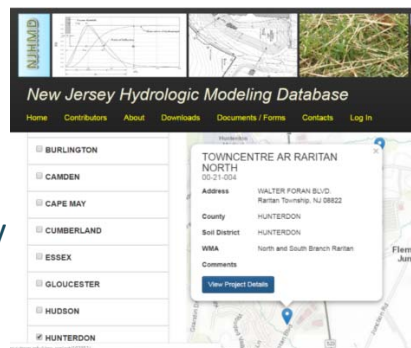 NJHMD
New Jersey Hydrologic Modeling Database
Home Contributors About Downloads Documents / Forms Contacts Log In
BURLINGTON
CAMDEN
CAPE MAY
CUMBERLAND
ESSEX
GLOUCESTER
HUDSON
HUNTERDON
TOWNCENTRE AR RARITAN
NORTH
00-21-004
Address WALTER FORAN BLVD.
Raritan Township, NJ 08822
County HUNTERDON
Soil District HUNTERDON
WMA North and South Branch Raritan
Comments
View Project Details